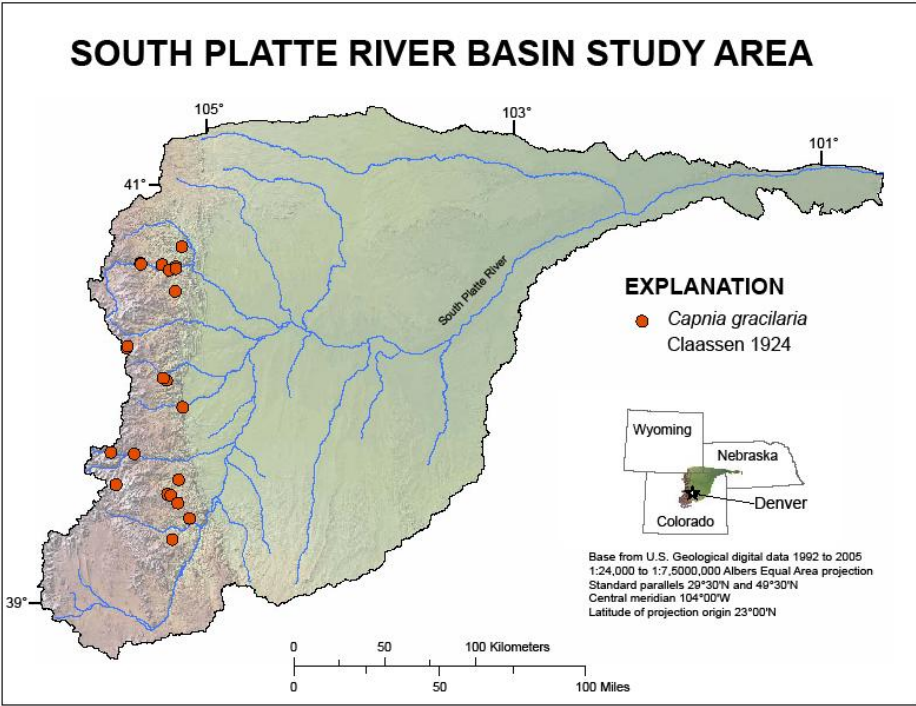 SOUTH PLATTE RIVER BASIN STUDY AREA
105°
103°
101°
41°
South Platte River
EXPLANATION
Capnia gracilaria
Claassen 1924
Wyoming
Nebraska
Denver
Colorado
Base from U.S. Geological digital data 1992 to 2005
1:24,000 to 1:7,5000,000 Albers Equal Area projection
Standard parallels 29°30'N and 49°30'N
Central meridian 104°00'W
Latitude of projection origin 23°00'N
39°
0 50 100 Kilometers
0 50 100 Miles